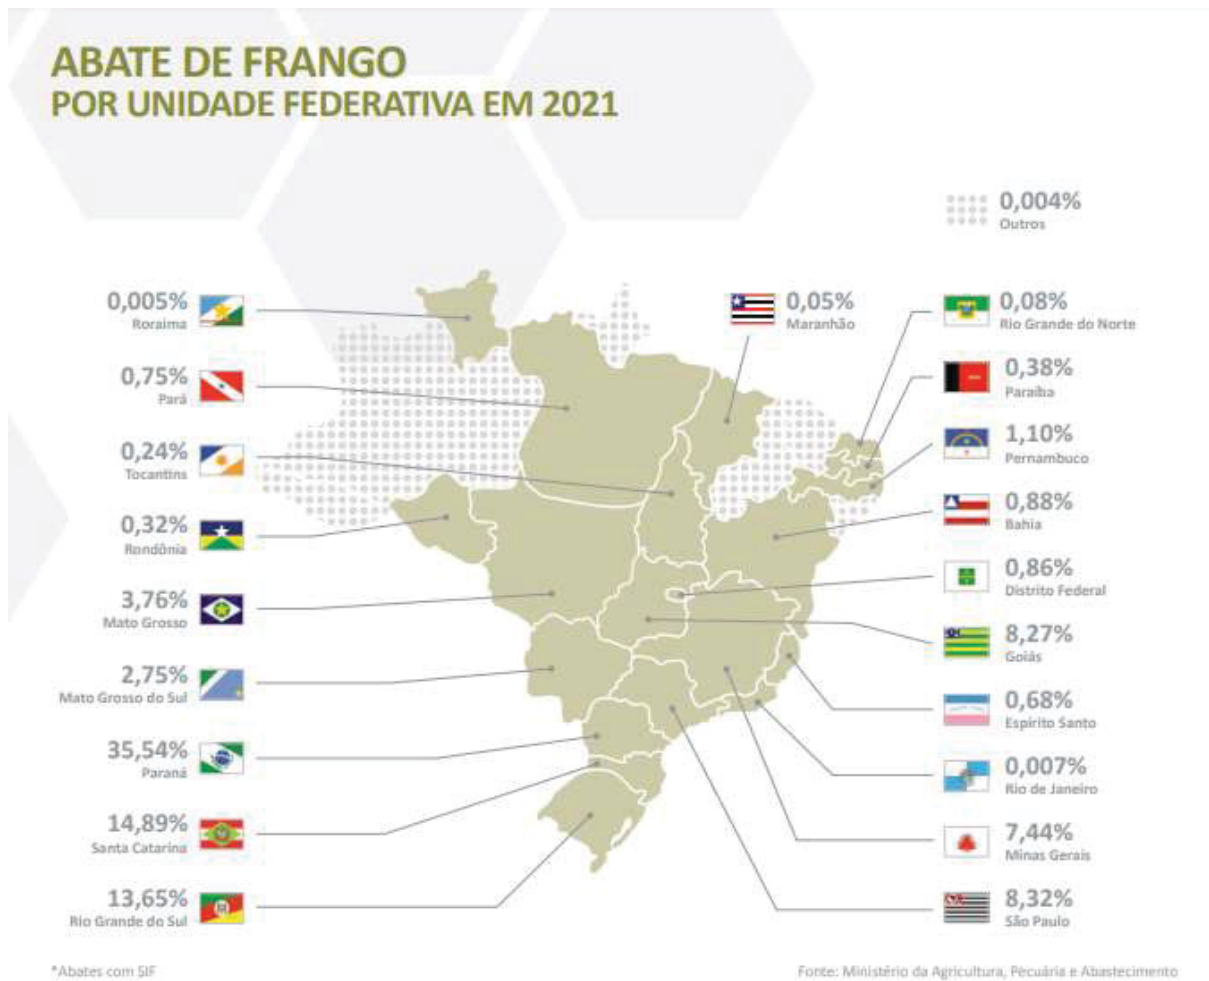 ABATE DE FRANGO
POR UNIDADE FEDERATIVA EM 2021
0,004%
Outros
0,005%
Roraima
0,75%
Pará
0,24%
Tocantins
0,32%
Rondônia
3,76%
Mato Grosso
2,75%
Mato Grosso do Sul
35,54%
Paraná
14,89%
Santa Catarina
13,65%
Rio Grande do Sul
0,05%
Maranhão
0,08%
Rio Grande do Norte
0,38%
Paraíba
1,10%
Pernambuco
0,88%
Bahia
0,86%
Distrito Federal
8,27%
Goiás
0,68%
Espírito Santo
0,007%
Rio de Janeiro
7,44%
Minas Gerais
8,32%
São Paulo
*Abates com SIF
Fonte: Ministério da Agricultura, Pecuária e Abastecimento